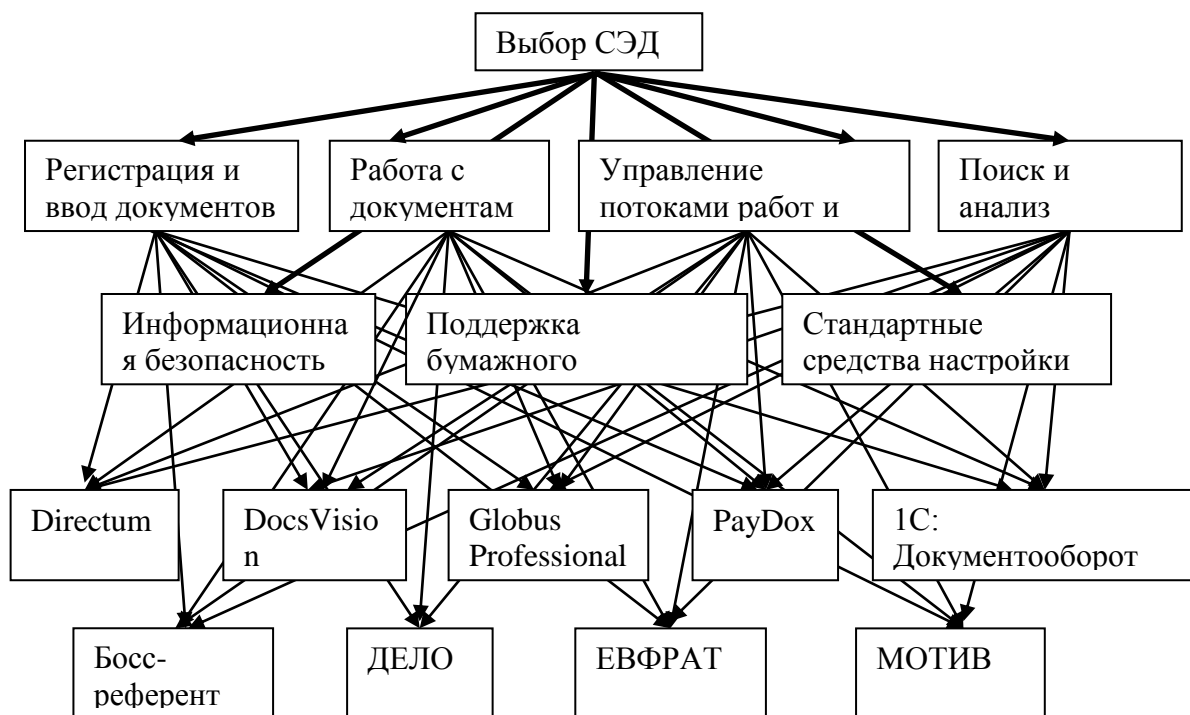 Выбор СЭД
Регистрация и
ввод документов
Работа с
документам
Управление
потоками работ и
Поиск и
анализ
Информационна
я безопасность
Поддержка
бумажного
Стандартные
средства настройки
Directum
DocsVisio
n
Globus
Professional
PayDox
1С:
Документооборот
Босс-
референт
ДЕЛО
ЕВФРАТ
МОТИВ